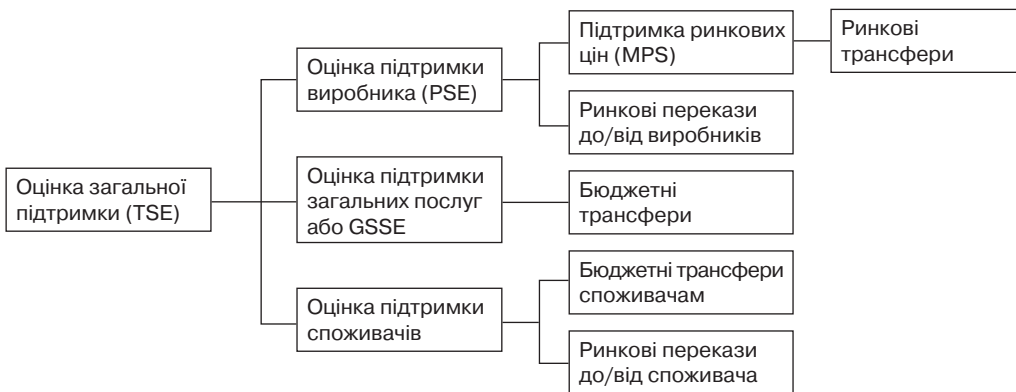 Оцінка загальної
підтримки (TSE)
Оцінка підтримки
виробника (PSE)
Підтримка ринкових
цін (MPS)
Ринкові
трансфери
Ринкові перекази
до/від виробників
Оцінка підтримки
загальних послуг
або GSSE
Бюджетні
трансфери
Оцінка підтримки
споживачів
Бюджетні трансфери
споживачам
Ринкові перекази
до/від споживача